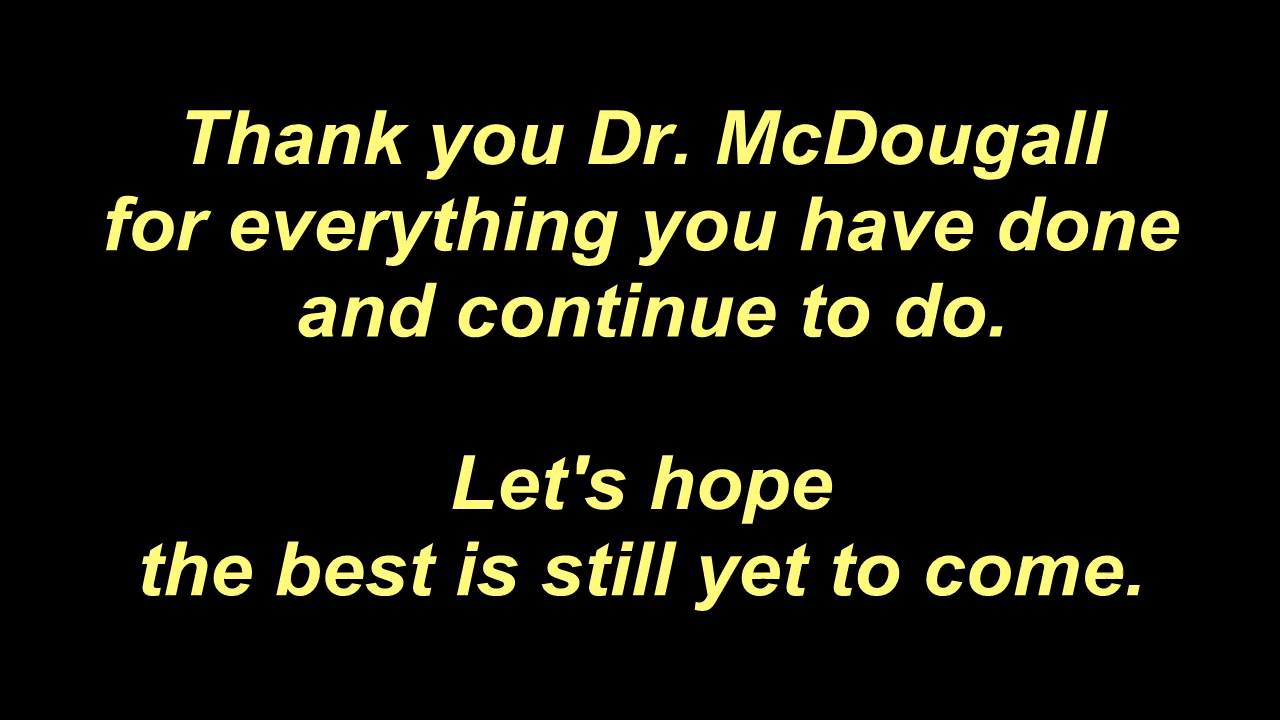 Thank you Dr. McDougall
for everything you have done
and continue to do.
Let's hope
the best is still yet to come.